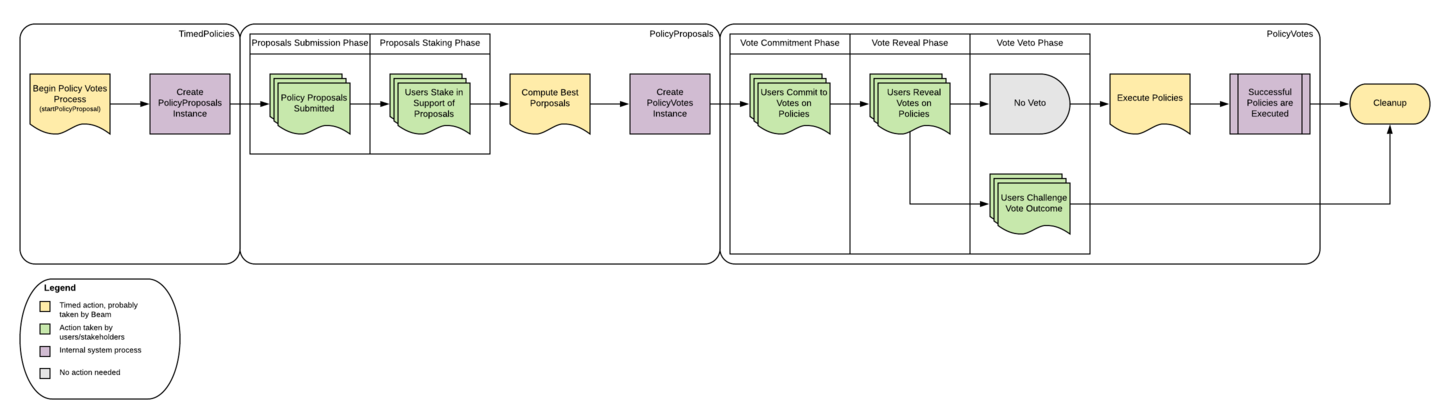 TimedPolicies
Begin Policy Votes
Process
(startPolicyProposal)
Create
PolicyProposals
Instance
PolicyProposals
Proposals Submission Phase
Proposals Staking Phase
Policy Proposals
Submitted
Users Stake in
Support of
Proposals
Compute Best
Porposals
Create
PolicyVotes
Instance
PolicyVotes
Vote Commitment Phase
Vote Reveal Phase
Vote Veto Phase
Users Commit to
Votes on
Policies
Users Reveal
Votes on
Policies
No Veto
Users Challenge
Vote Outcome
Execute Policies
Successful
Policies are
Executed
Cleanup
Legend
Timed action, probably
taken by Beam
Action taken by
users/stakeholders
Internal system process
No action needed